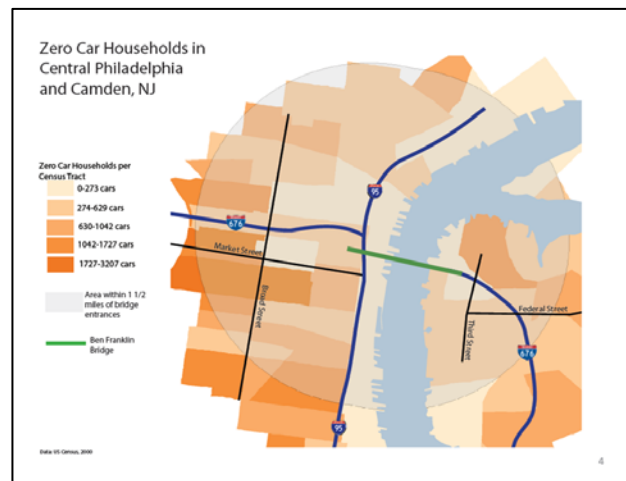 Zero Car Households in
Central Philadelphia
and Camden, NJ
Zero Car Households per
Census Tract
0-273 cars
274-629 cars
630-1042 cars
1042-1727 cars
1727-3207 cars
Area within 1 1/2
miles of bridge
entrances
Ben Franklin
Bridge
95
676
Market Street
Broad Street
Third Street
Federal Street
676
95
Data: US Census, 2000
4